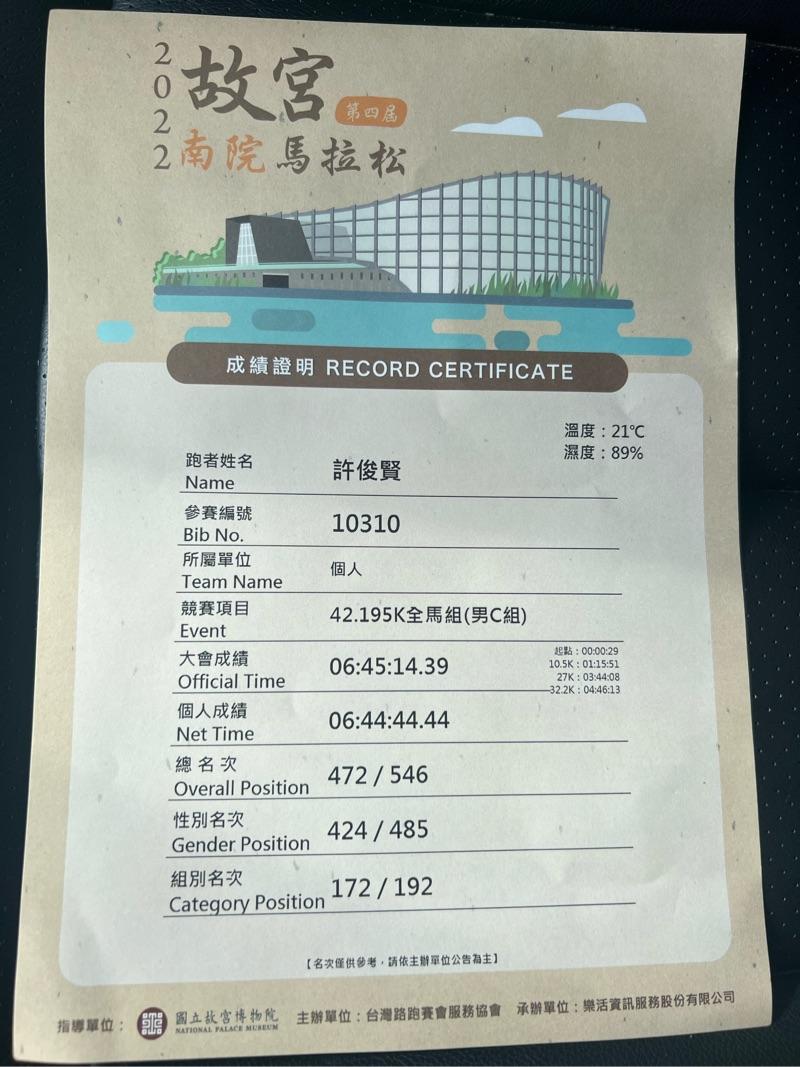 2022
故宮
第四屆
南院馬拉松
成績證明 RECORD CERTIFICATE
溫度：21℃
濕度：89%
跑者姓名
Name
許俊賢
參賽編號
Bib No.
10310
所屬單位
Team Name
個人
競賽項目
Event
42.195K全馬組(男C組)
大會成績
Official Time
06:45:14.39
起點：00:00:29
10.5K：01:15:51
27K：03:44:08
32.2K：04:46:13
個人成績
Net Time
06:44:44.44
總名次
Overall Position
472 / 546
性別名次
Gender Position
424 / 485
組別名次
Category Position
172 / 192
【名次僅供參考，請依主辦單位公告為主】
指導單位：
國立故宮博物院
NATIONAL PALACE MUSEUM
主辦單位：台灣路跑賽會服務協會
承辦單位：樂活資訊服務股份有限公司